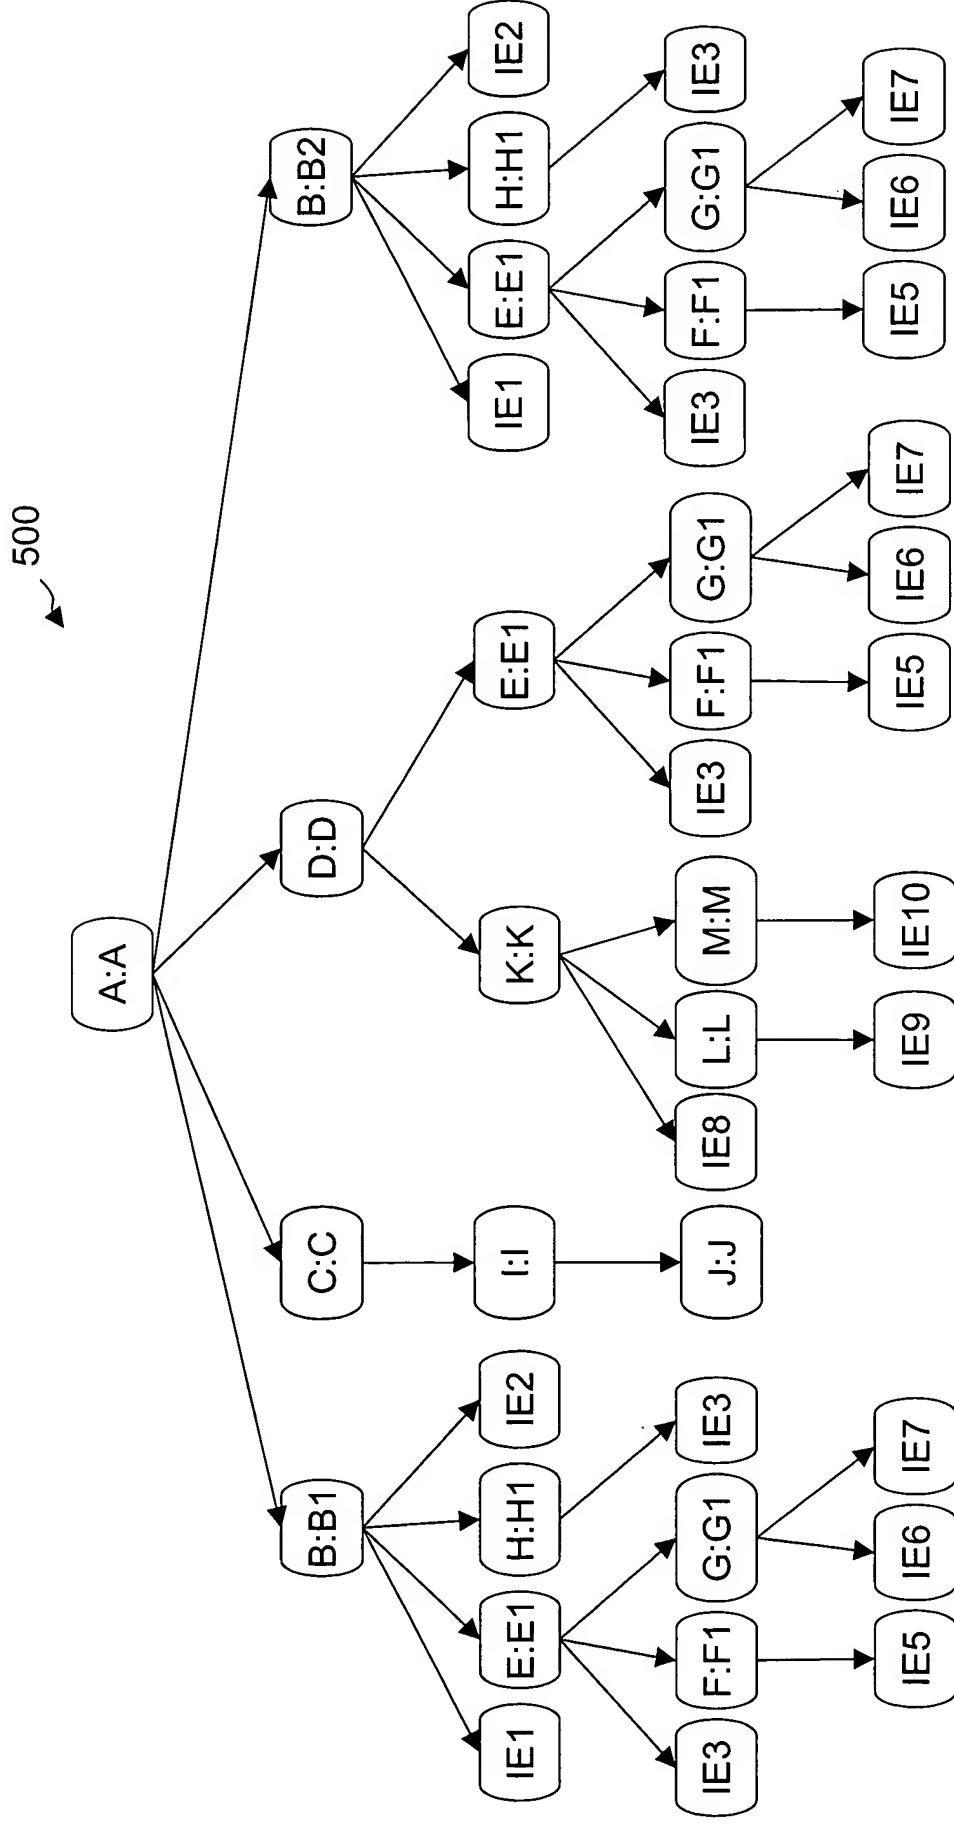 500
A:A
B:B1
C:C
D:D
B:B2
IE1
E:E1
H:H1
IE2
I:I
K:K
E:E1
IE1
E:E1
H:H1
IE2
IE3
F:F1
G:G1
IE3
J:J
IE8
L:L
M:M
IE3
F:F1
G:G1
IE3
F:F1
G:G1
IE3
IE5
IE6
IE7
IE9
IE10
IE5
IE6
IE7
IE5
IE6
IE7